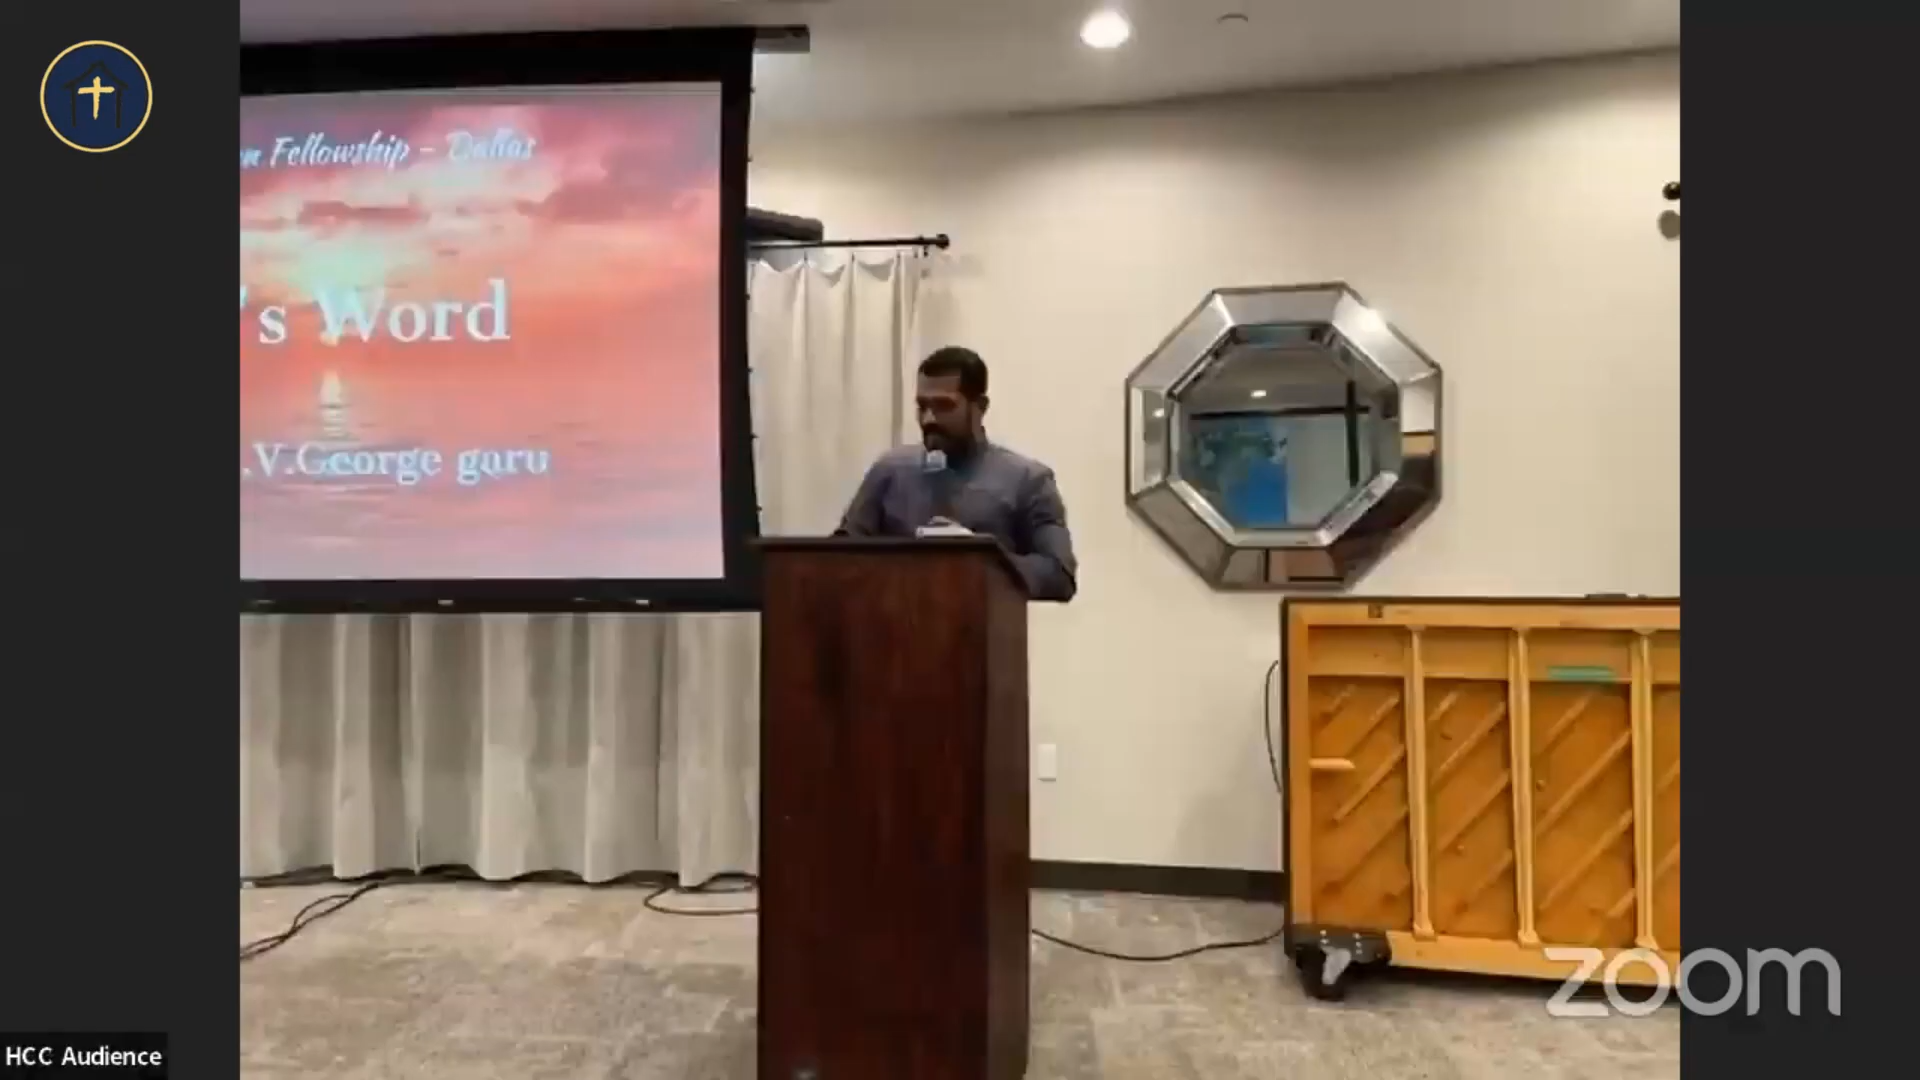 n Fellowship - Dallas
's Word
.V.George garu
zoom
HCC Audience